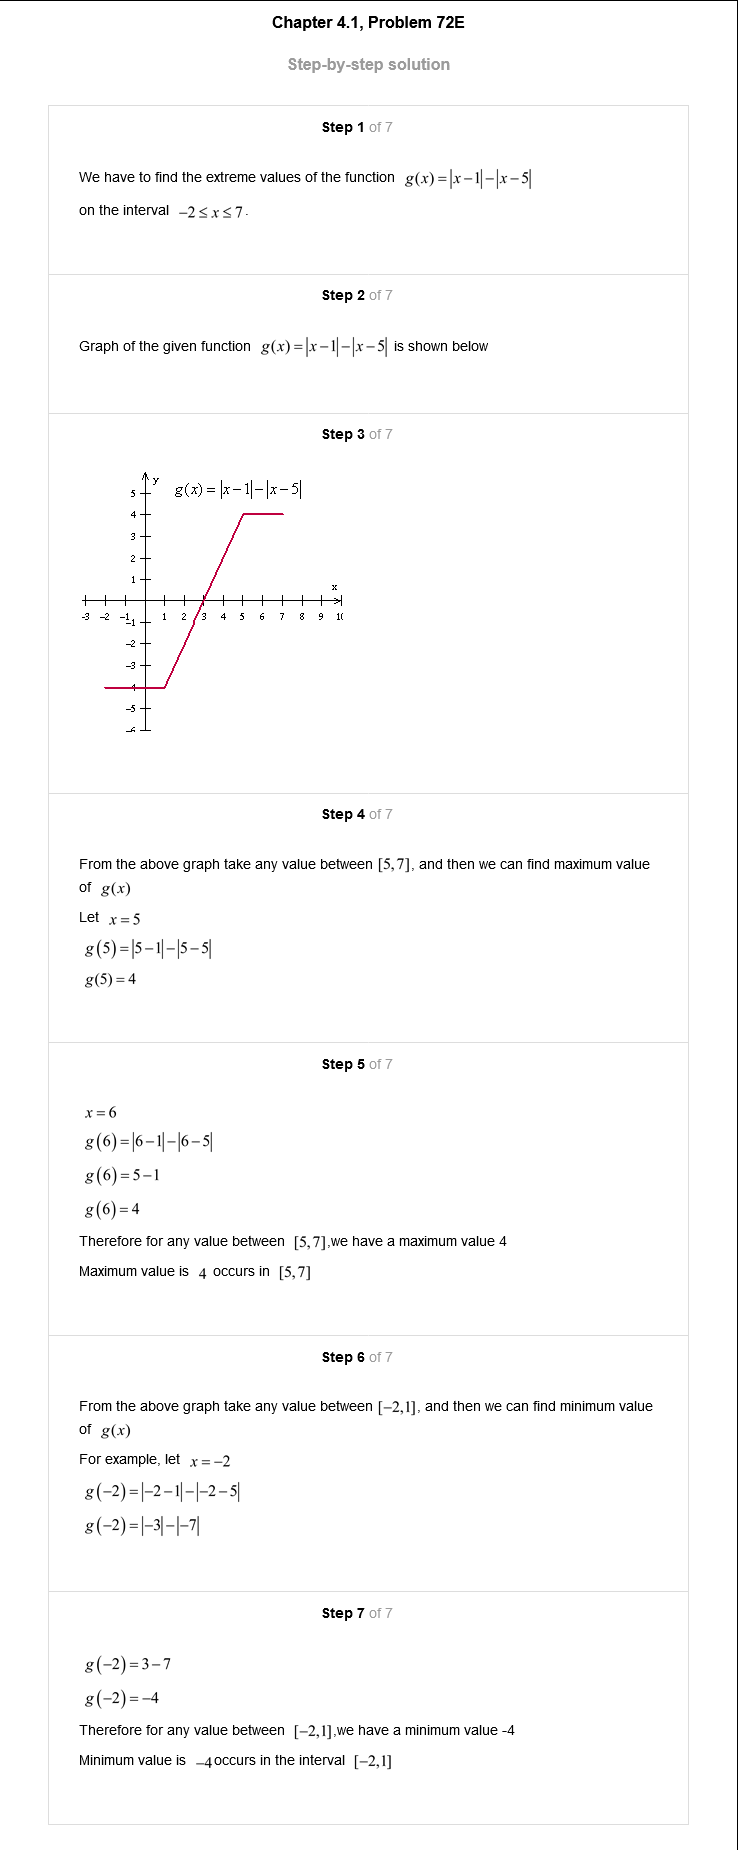 Chapter 4.1, Problem 72E
Step-by-step solution
Step 1 of 7
We have to find the extreme values of the function g(x)=|x−1|−|x−5|
on the interval −2≤x≤7.
Step 2 of 7
Graph of the given function g(x)=|x−1|−|x−5| is shown below
Step 3 of 7
y
g(x)=|x−1|−|x−5|
5
4
3
2
1
x
-3 -2 -1 1 2 3 4 5 6 7 8 9 10
-1
-2
-3
-4
-5
-6
Step 4 of 7
From the above graph take any value between [5,7], and then we can find maximum value
of g(x)
Let x=5
g(5)=|5−1|−|5−5|
g(5)=4
Step 5 of 7
x=6
g(6)=|6−1|−|6−5|
g(6)=5−1
g(6)=4
Therefore for any value between [5,7],we have a maximum value 4
Maximum value is 4 occurs in [5,7]
Step 6 of 7
From the above graph take any value between [−2,1], and then we can find minimum value
of g(x)
For example, let x=−2
g(−2)=|−2−1|−|−2−5|
g(−2)=|−3|−|−7|
Step 7 of 7
g(−2)=3−7
g(−2)=−4
Therefore for any value between [−2,1],we have a minimum value -4
Minimum value is −4 occurs in the interval [−2,1]